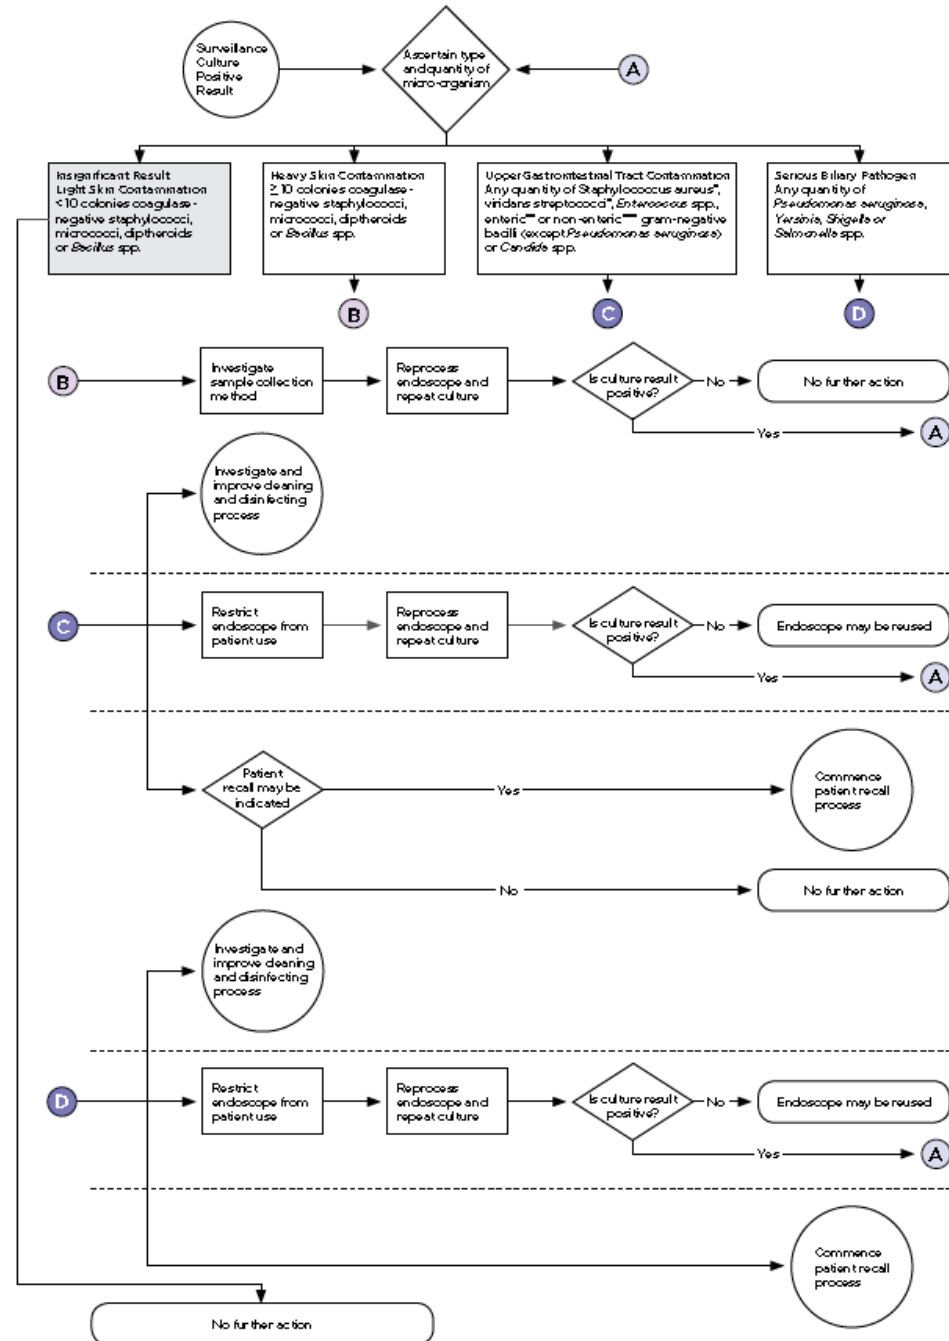 Surveillance
Culture
Positive
Result
Ascertain type
and quantity of
micro-organism
A
Insignificant Result
Light Skin Contamination
<10 colonies coagulase-
negative staphylococci,
micrococci, diptheroids
or Bacillus spp.
Heavy Skin Contamination
≥ 10 colonies coagulase-
negative staphylococci,
micrococci, diptheroids
or Bacillus spp.
Upper Gastrointestinal Tract Contamination
Any quantity of Staphylococcus aureus*,
viridans streptococci*, Enterococcus spp.,
enteric** or non-enteric*** gram-negative
bacilli (except Pseudomonas aeruginosa)
or Candida spp.
Serious Biliary Pathogen
Any quantity of
Pseudomonas aeruginosa,
Yersinia, Shigella or
Salmonella spp.
B
C
D
B
Investigate
sample collection
method
Reprocess
endoscope and
repeat culture
Is culture result
positive?
No
No further action
Yes
A
Investigate and
improve cleaning
and disinfecting
process
C
Restrict
endoscope from
patient use
Reprocess
endoscope and
repeat culture
Is culture result
positive?
No
Endoscope may be reused
Yes
A
Patient
recall may be
indicated
Yes
Commence
patient recall
process
No
No further action
Investigate and
improve cleaning
and disinfecting
process
D
Restrict
endoscope from
patient use
Reprocess
endoscope and
repeat culture
Is culture result
positive?
No
Endoscope may be reused
Yes
A
Commence
patient recall
process
No further action